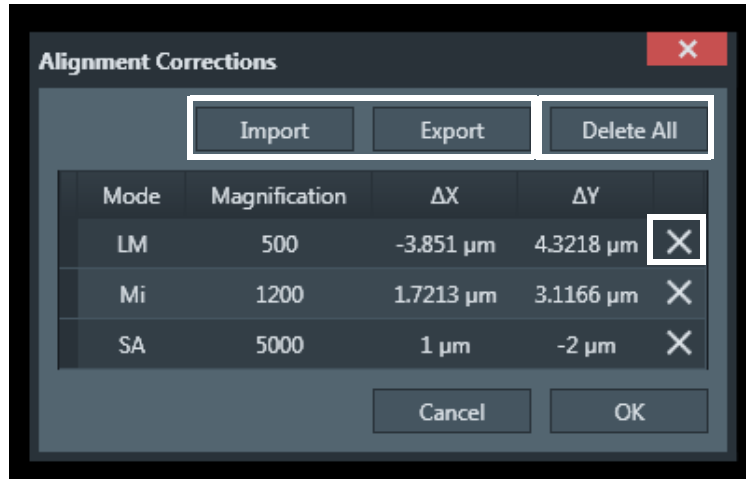 Alignment Corrections
Import Export Delete All
Mode Magnification ΔX ΔY
LM 500 -3.851 μm 4.3218 μm
Mi 1200 1.7213 μm 3.1166 μm
SA 5000 1 μm -2 μm
Cancel OK